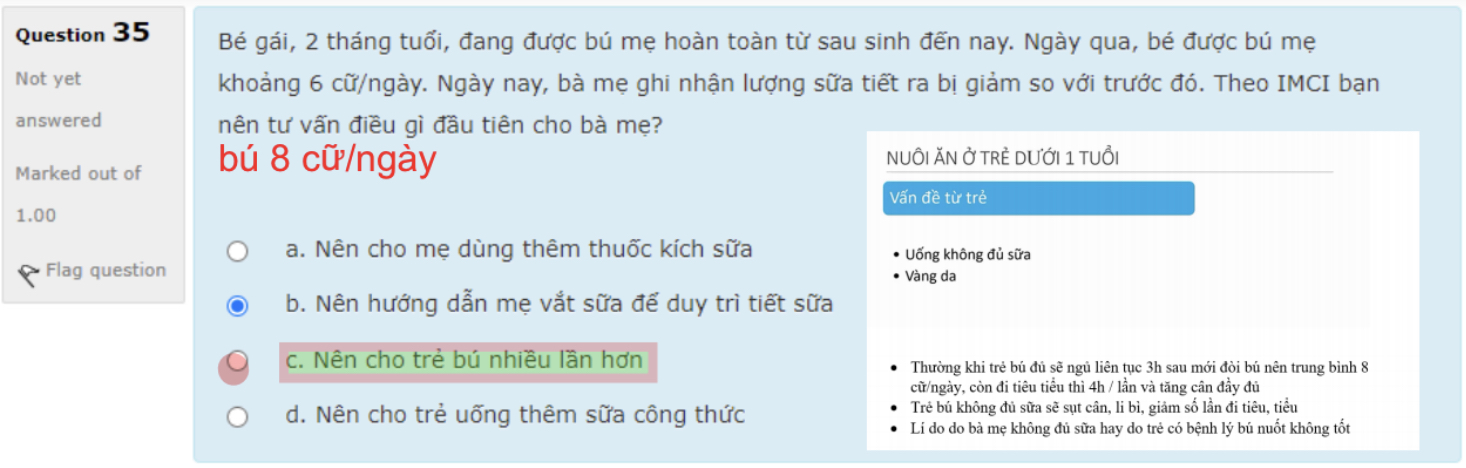 Question 35
Not yet
answered
Marked out of
1.00
Flag question
Bé gái, 2 tháng tuổi, đang được bú mẹ hoàn toàn từ sau sinh đến nay. Ngày qua, bé được bú mẹ
khoảng 6 cữ/ngày. Ngày nay, bà mẹ ghi nhận lượng sữa tiết ra bị giảm so với trước đó. Theo IMCI bạn
nên tư vấn điều gì đầu tiên cho bà mẹ?
bú 8 cữ/ngày
a. Nên cho mẹ dùng thêm thuốc kích sữa
b. Nên hướng dẫn mẹ vắt sữa để duy trì tiết sữa
c. Nên cho trẻ bú nhiều lần hơn
d. Nên cho trẻ uống thêm sữa công thức
NUÔI ĂN Ở TRẺ DƯỚI 1 TUỔI
Vấn đề từ trẻ
• Uống không đủ sữa
• Vàng da
• Thường khi trẻ bú đủ sẽ ngủ liên tục 3h sau mới đòi bú nên trung bình 8
cữ/ngày, còn đi tiêu tiểu thì 4h / lần và tăng cân đầy đủ
• Trẻ bú không đủ sữa sẽ sụt cân, li bì, giảm số lần đi tiêu, tiểu
• Lí do do bà mẹ không đủ sữa hay do trẻ có bệnh lý bú nuốt không tốt